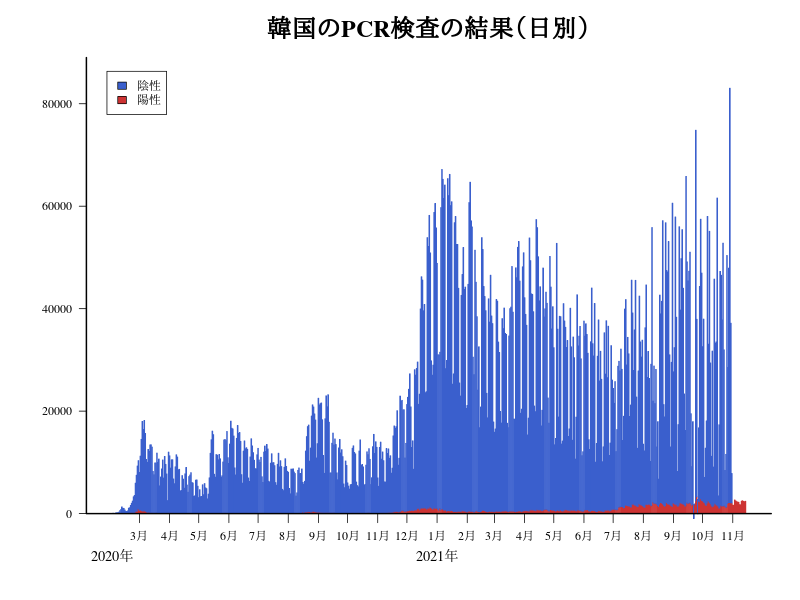 韓国のPCR検査の結果（日別）
陰性
陽性
80000
60000
40000
20000
0
3月 4月 5月 6月 7月 8月 9月 10月 11月 12月 1月 2月 3月 4月 5月 6月 7月 8月 9月 10月 11月
2020年 2021年